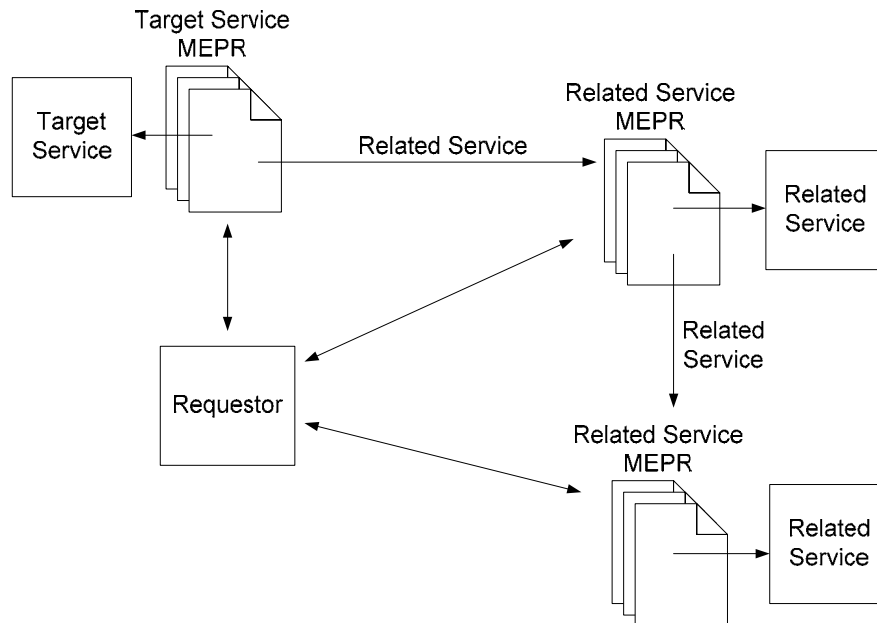 Target Service
MEPR
Target
Service
Related Service
Related Service
MEPR
Related
Service
Related
Service
Requestor
Related Service
MEPR
Related
Service